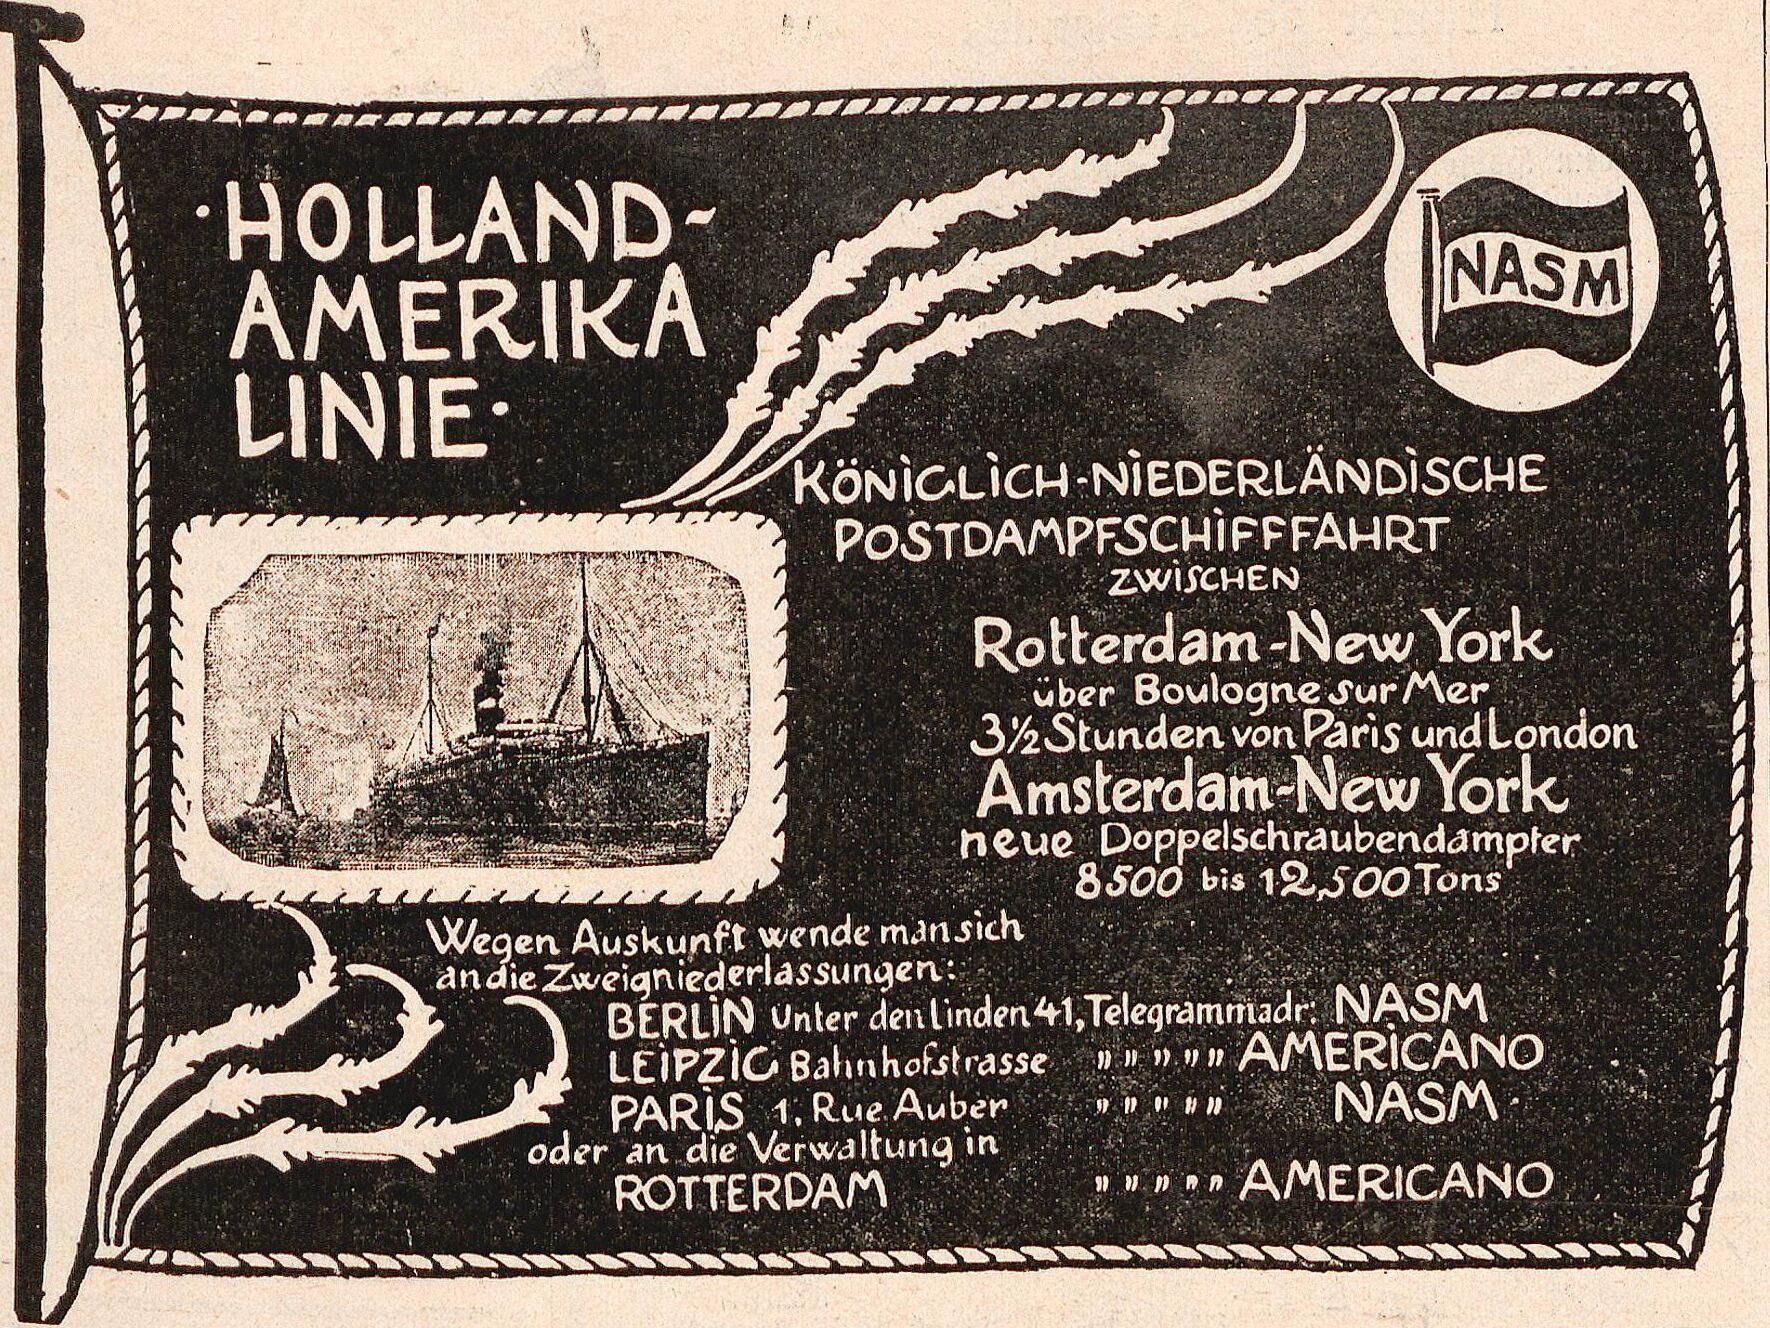 · HOLLAND-
AMERIKA
LINIE ·
NASM
KÖNIGLICH-NIEDERLÄNDISCHE
POSTDAMPFSCHIFFFAHRT
ZWISCHEN
Rotterdam-New York
über Boulogne sur Mer
3½ Stunden von Paris und London
Amsterdam-New York
neue Doppelschraubendampfer
8500 bis 12,500 Tons
Wegen Auskunft wende man sich
an die Zweigniederlassungen:
BERLIN Unter den Linden 41, Telegrammadr: NASM
LEIPZIG Bahnhofstrasse " " " " " AMERICANO
PARIS 1, Rue Auber " " " " " NASM
oder an die Verwaltung in
ROTTERDAM " " " " " AMERICANO